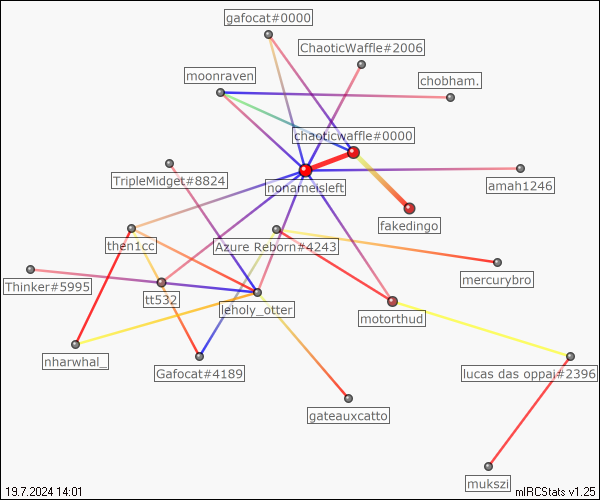 gafocat#0000
ChaoticWaffle#2006
moonraven
chobham.
chaoticwaffle#0000
TripleMidget#8824
nonameisleft
amah1246
fakedingo
then1cc
Azure Reborn#4243
mercurybro
Thinker#5995
tt532
leholy_otter
motorthud
nharwhal_
Gafocat#4189
lucas das oppai#2396
gateauxcatto
mukszi
19.7.2024 14:01
mIRCStats v1.25